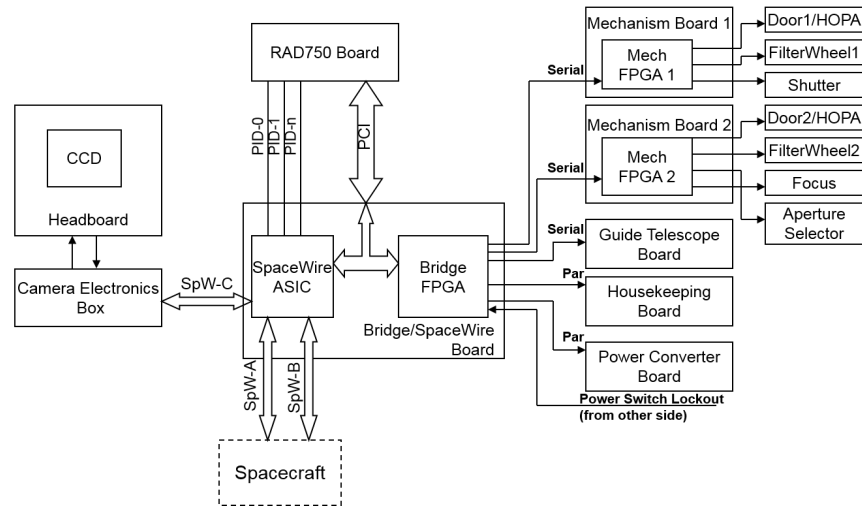 RAD750 Board
PID-0
PID-1
PID-n
PCI
CCD
Headboard
Camera Electronics
Box
SpW-C
SpaceWire
ASIC
Bridge
FPGA
Bridge/SpaceWire
Board
SpW-A
SpW-B
Spacecraft
Serial
Mechanism Board 1
Mech
FPGA 1
Door1/HOPA
FilterWheel1
Shutter
Serial
Mechanism Board 2
Mech
FPGA 2
Door2/HOPA
FilterWheel2
Focus
Aperture
Selector
Serial
Guide Telescope
Board
Par
Housekeeping
Board
Par
Power Converter
Board
Power Switch Lockout
(from other side)